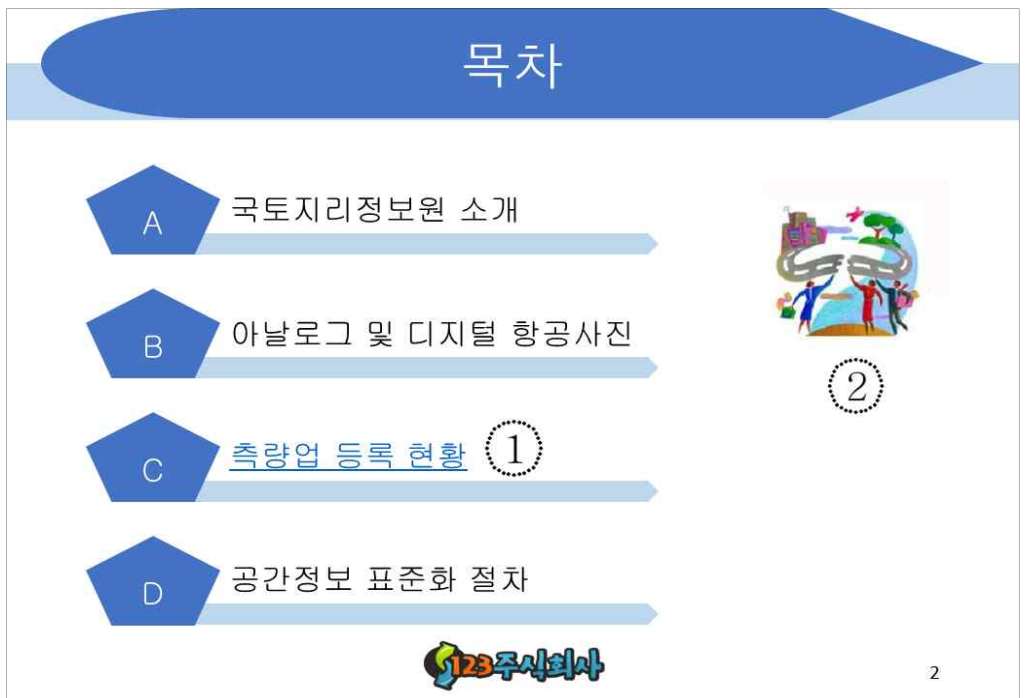 목차
A 국토지리정보원 소개
B 아날로그 및 디지털 항공사진
C 측량업 등록 현황 1
2
D 공간정보 표준화 절차
123주식회사
2